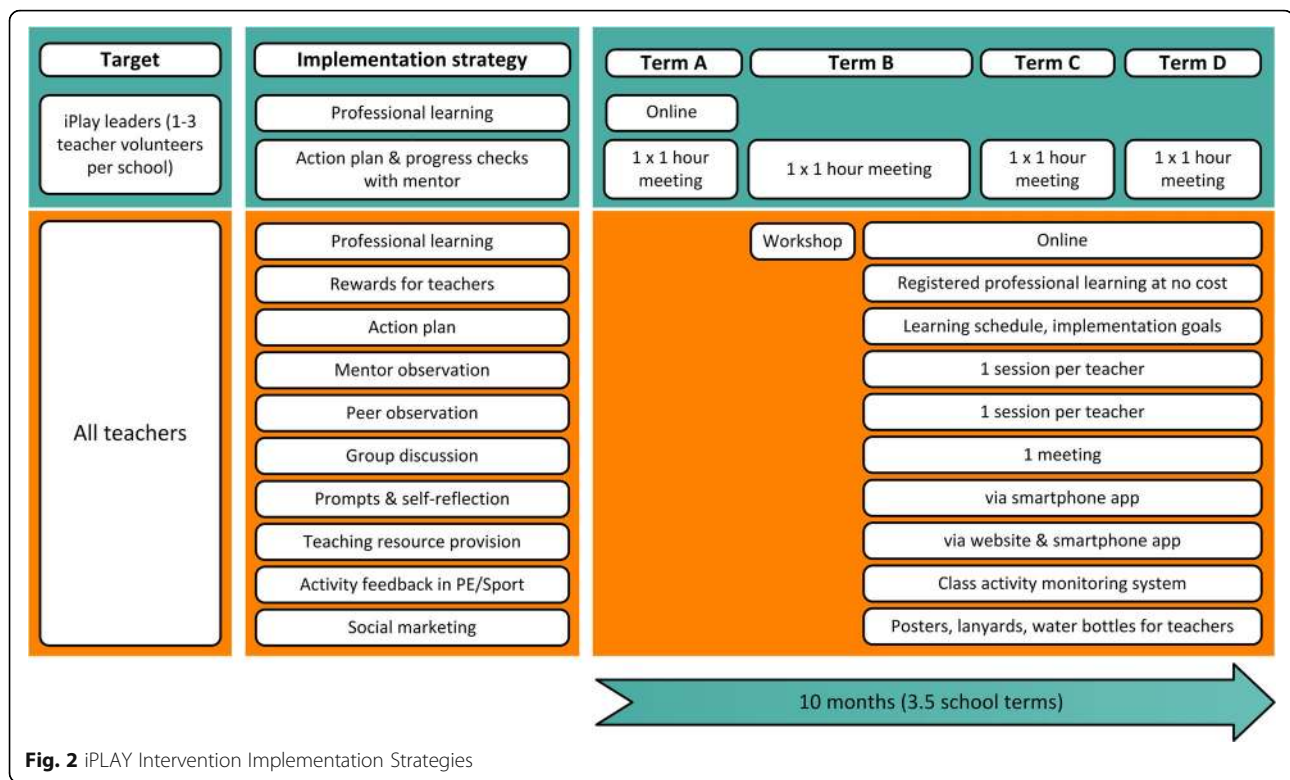 Target
Implementation strategy
Term A
Term B
Term C
Term D
iPlay leaders (1-3
teacher volunteers
per school)
Professional learning
Online
Action plan & progress checks
with mentor
1 x 1 hour
meeting
1 x 1 hour meeting
1 x 1 hour
meeting
1 x 1 hour
meeting
All teachers
Professional learning
Workshop
Online
Rewards for teachers
Registered professional learning at no cost
Action plan
Learning schedule, implementation goals
Mentor observation
1 session per teacher
Peer observation
1 session per teacher
Group discussion
1 meeting
Prompts & self-reflection
via smartphone app
Teaching resource provision
via website & smartphone app
Activity feedback in PE/Sport
Class activity monitoring system
Social marketing
Posters, lanyards, water bottles for teachers
10 months (3.5 school terms)
Fig. 2 iPLAY Intervention Implementation Strategies